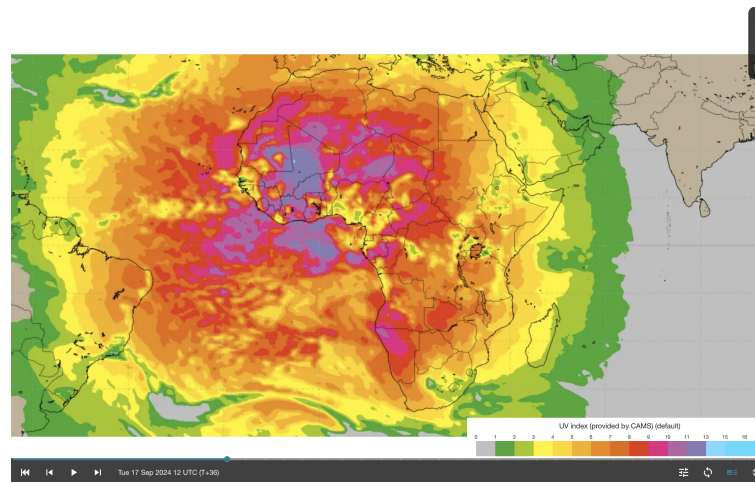 UV index (provided by CAMS) (default)
0 1 2 3 4 5 6 7 8 9 10 11 13 15 18
Tue 17 Sep 2024 12 UTC (T+36)